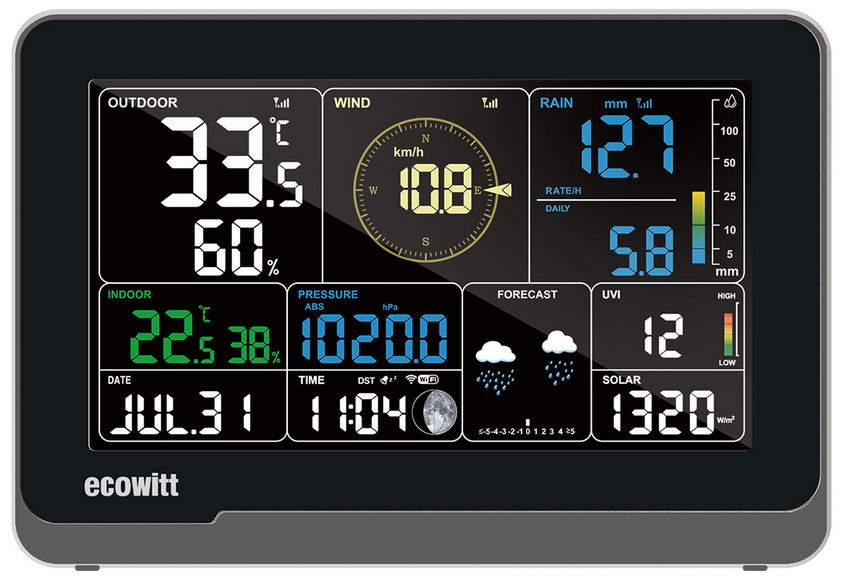 OUTDOOR
33.5 °C
60%
WIND
N
km/h
W 10.8 E
S
RAIN mm
12.7
RATE/H
DAILY
5.8
100
50
25
10
5
mm
INDOOR
22.5 °C 38%
PRESSURE
ABS hPa
1020.0
FORECAST
≤-5 -4 -3 -2 -1 0 1 2 3 4 ≥5
UVI
HIGH
12
LOW
DATE
JUL.31
TIME DST zz WiFi
11:04
SOLAR
1320 W/m²
ecowitt